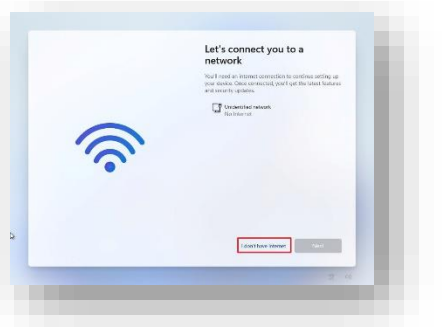 Let's connect you to a
network
You'll need an internet connection to continue setting up
your device. Once connected, you'll get the latest features
and security updates.
Unidentified network
No Internet
I don't have internet
Next